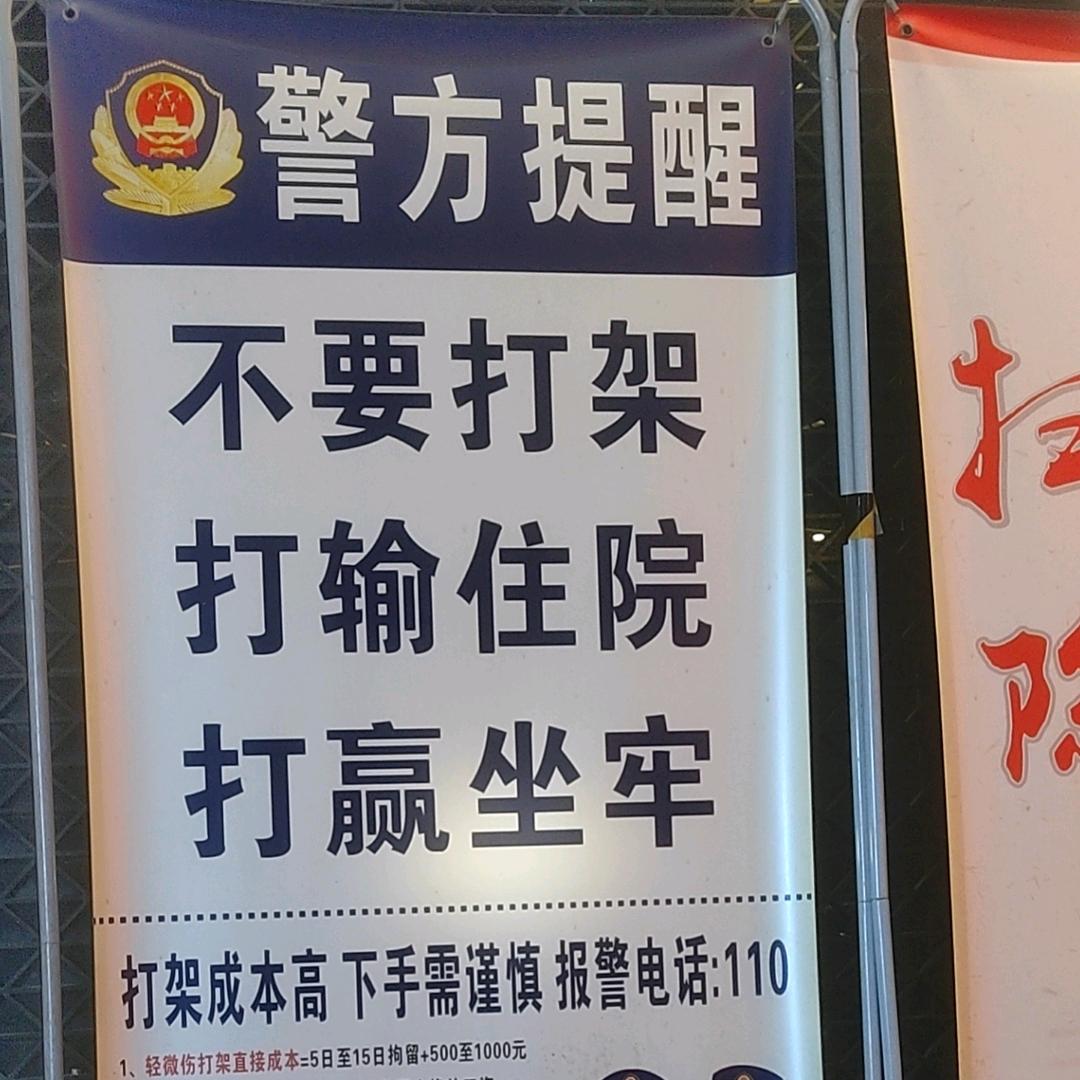 警方提醒
不要打架
打输住院
打赢坐牢
打架成本高 下手需谨慎 报警电话:110
1、轻微伤打架直接成本=5日至15日拘留+500至1000元
扫
除